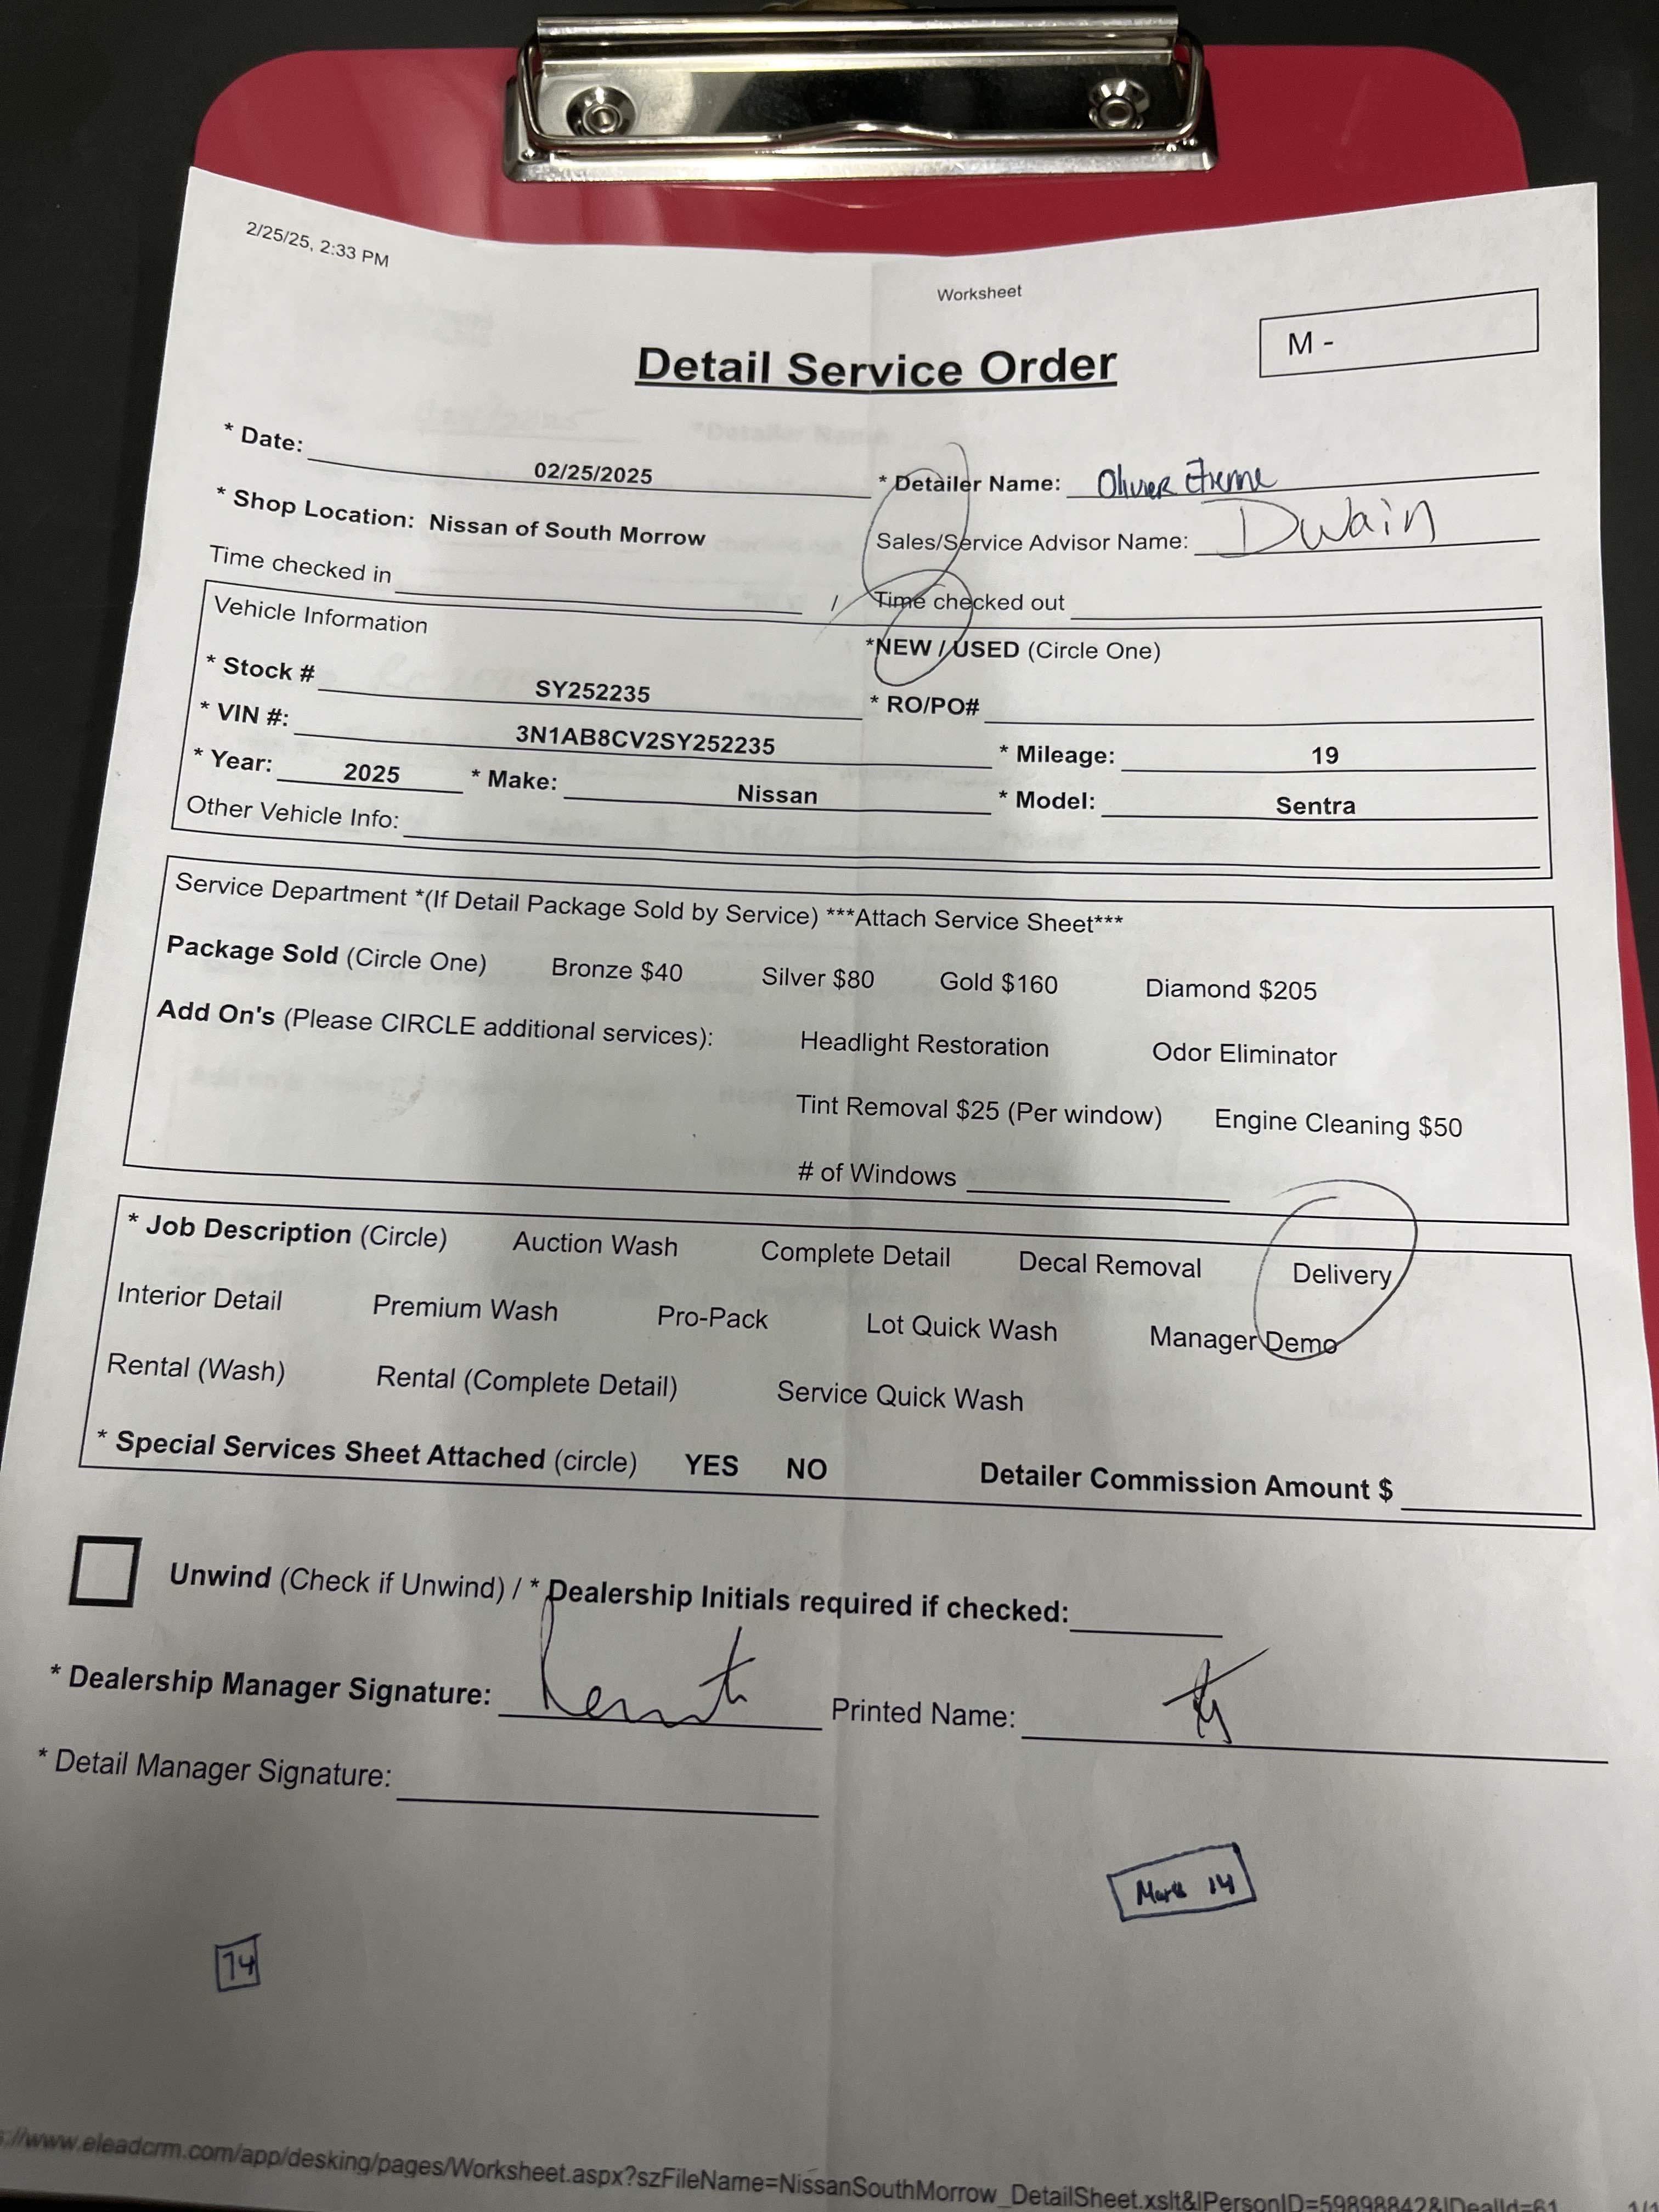 2/25/25, 2:33 PM
Worksheet
M -
Detail Service Order
* Date: 02/25/2025 * Detailer Name: Olivier Etienne
* Shop Location: Nissan of South Morrow Sales/Service Advisor Name: Dwain
Time checked in / Time checked out
Vehicle Information *NEW / USED (Circle One)
* Stock # SY252235 * RO/PO#
* VIN #: 3N1AB8CV2SY252235 * Mileage: 19
* Year: 2025 * Make: Nissan * Model: Sentra
Other Vehicle Info:
Service Department *(If Detail Package Sold by Service) ***Attach Service Sheet***
Package Sold (Circle One) Bronze $40 Silver $80 Gold $160 Diamond $205
Add On's (Please CIRCLE additional services): Headlight Restoration Odor Eliminator
Tint Removal $25 (Per window) Engine Cleaning $50
# of Windows
* Job Description (Circle) Auction Wash Complete Detail Decal Removal Delivery
Interior Detail Premium Wash Pro-Pack Lot Quick Wash Manager Demo
Rental (Wash) Rental (Complete Detail) Service Quick Wash
* Special Services Sheet Attached (circle) YES NO Detailer Commission Amount $
Unwind (Check if Unwind) / * Dealership Initials required if checked:
* Dealership Manager Signature: Printed Name:
* Detail Manager Signature:
14
14
s://www.eleadcrm.com/app/desking/pages/Worksheet.aspx?szFileName=NissanSouthMorrow_DetailSheet.xslt&lPersonID=59898842&lDealId=61 1/1